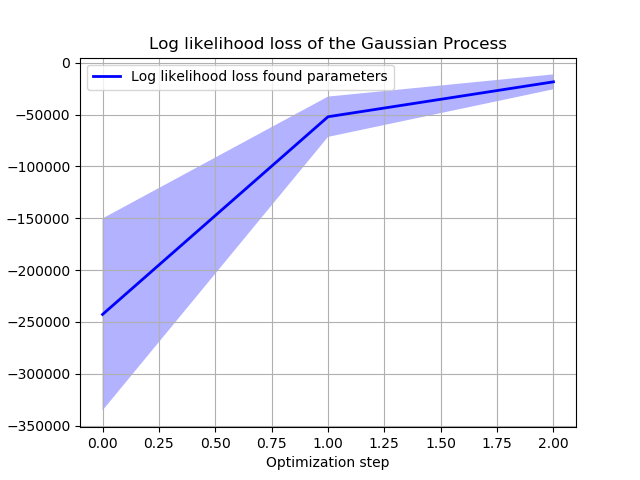 Log likelihood loss of the Gaussian Process
Log likelihood loss found parameters
0
−50000
−100000
−150000
−200000
−250000
−300000
−350000
0.00 0.25 0.50 0.75 1.00 1.25 1.50 1.75 2.00
Optimization step